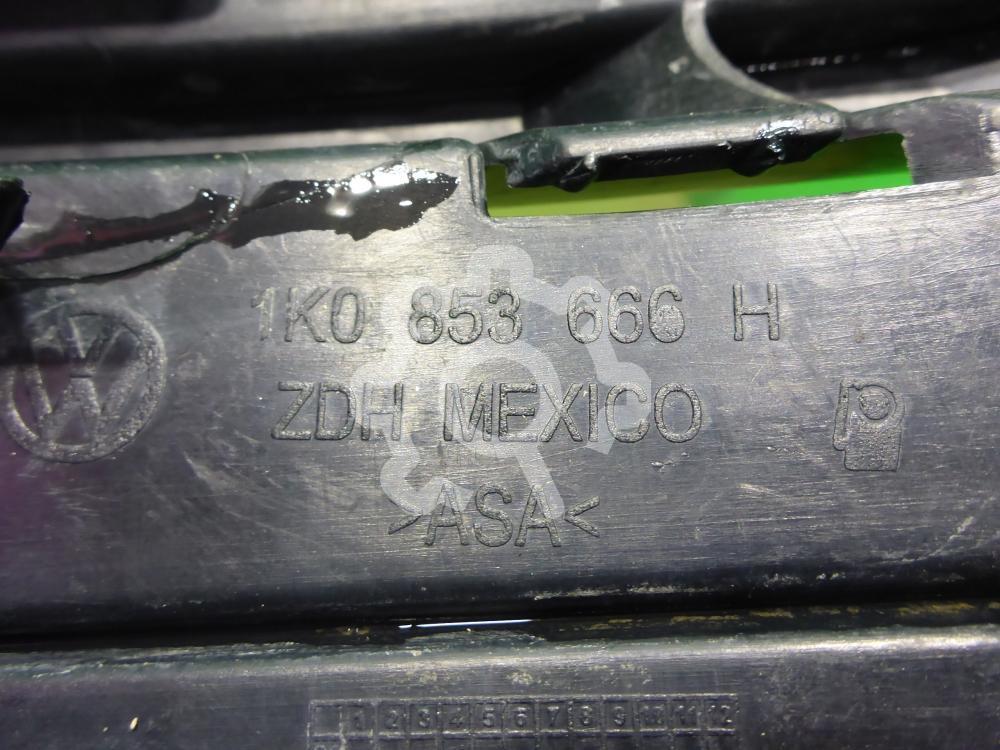 1K0 853 666 H
ZDH MEXICO
>ASA<
1 2 3 4 5 6 7 8 9 10 11 12